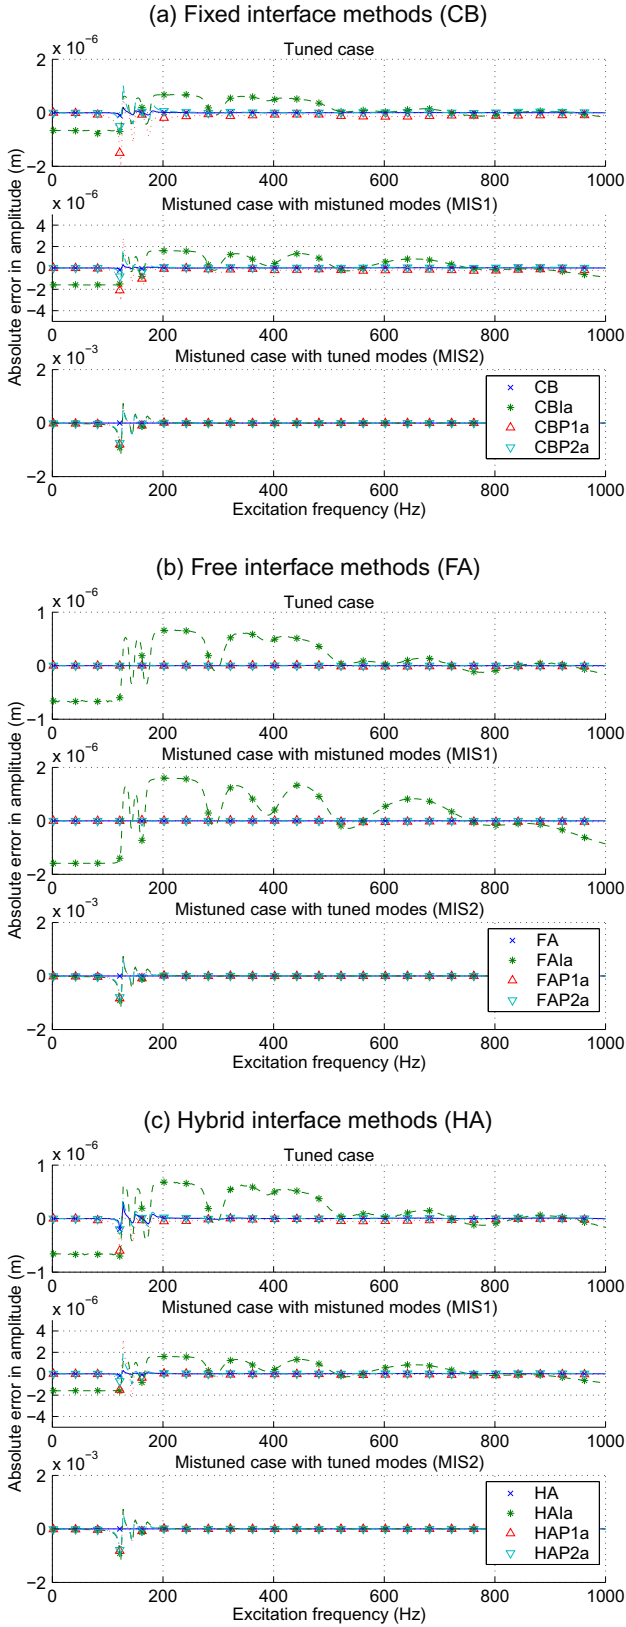 (a) Fixed interface methods (CB)
x 10−6
Tuned case
2
0
−2
0 200 400 600 800 1000
x 10−6
Mistuned case with mistuned modes (MIS1)
4
2
0
−2
−4
0 200 400 600 800 1000
x 10−3
Mistuned case with tuned modes (MIS2)
2
0
−2
0 200 400 600 800 1000
Absolute error in amplitude (m)
Excitation frequency (Hz)
CB
CBIa
CBP1a
CBP2a
(b) Free interface methods (FA)
x 10−6
Tuned case
1
0
−1
0 200 400 600 800 1000
x 10−6
Mistuned case with mistuned modes (MIS1)
2
0
−2
0 200 400 600 800 1000
x 10−3
Mistuned case with tuned modes (MIS2)
2
0
−2
0 200 400 600 800 1000
Absolute error in amplitude (m)
Excitation frequency (Hz)
FA
FAIa
FAP1a
FAP2a
(c) Hybrid interface methods (HA)
x 10−6
Tuned case
1
0
−1
0 200 400 600 800 1000
x 10−6
Mistuned case with mistuned modes (MIS1)
4
2
0
−2
−4
0 200 400 600 800 1000
x 10−3
Mistuned case with tuned modes (MIS2)
2
0
−2
0 200 400 600 800 1000
Absolute error in amplitude (m)
Excitation frequency (Hz)
HA
HAIa
HAP1a
HAP2a